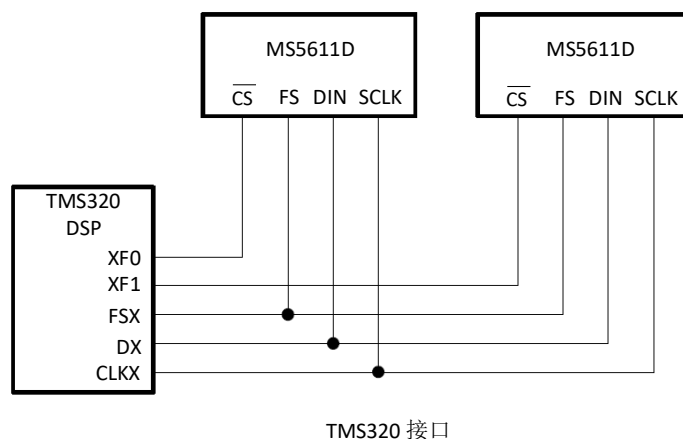 MS5611D
CS FS DIN SCLK
MS5611D
CS FS DIN SCLK
TMS320
DSP
XF0
XF1
FSX
DX
CLKX
TMS320 接口